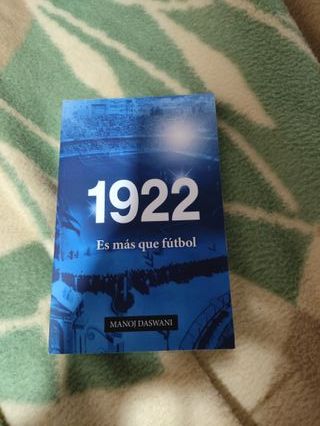 1922
Es más que fútbol
MANOJ DASWANI